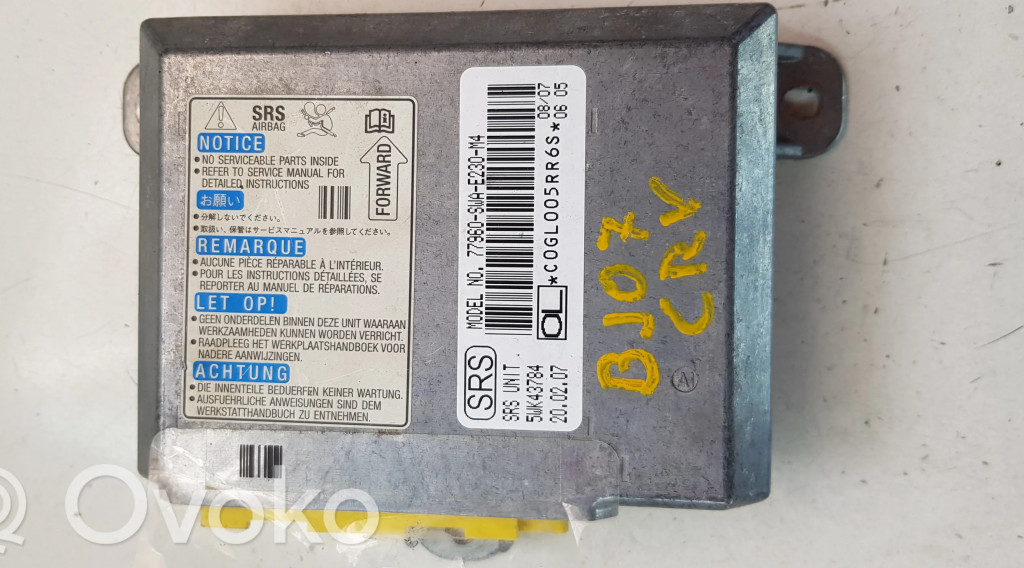 SRS
AIRBAG
NOTICE
• NO SERVICEABLE PARTS INSIDE
• REFER TO SERVICE MANUAL FOR
DETAILED INSTRUCTIONS
お願い
• 分解しないでください。
• 取扱い、保管はサービスマニュアルを参照してください。
REMARQUE
• AUCUNE PIÈCE RÉPARABLE À L'INTÉRIEUR.
• POUR LES INSTRUCTIONS DÉTAILLÉES, SE
REPORTER AU MANUEL DE RÉPARATIONS.
LET OP!
• GEEN ONDERDELEN BINNEN DEZE UNIT WAARAAN
WERKZAAMHEDEN KUNNEN WORDEN VERRICHT.
• RAADPLEEG HET WERKPLAATSHANDBOEK VOOR
NADERE AANWIJZINGEN.
ACHTUNG
• DIE INNENTEILE BEDUERFEN KEINER WARTUNG.
• AUSFUEHRLICHE ANWEISUNGEN SIND DEM
WERKSTATTHANDBUCH ZU ENTNEHMEN.
FORWARD
SRS
MODEL NO. 77960-SWA-E230-M4
SRS UNIT
5WK43784
20.02.07
OL
*COGL005RR6S*
08/07
06 05
BJ07
CRV
A
Ovoko